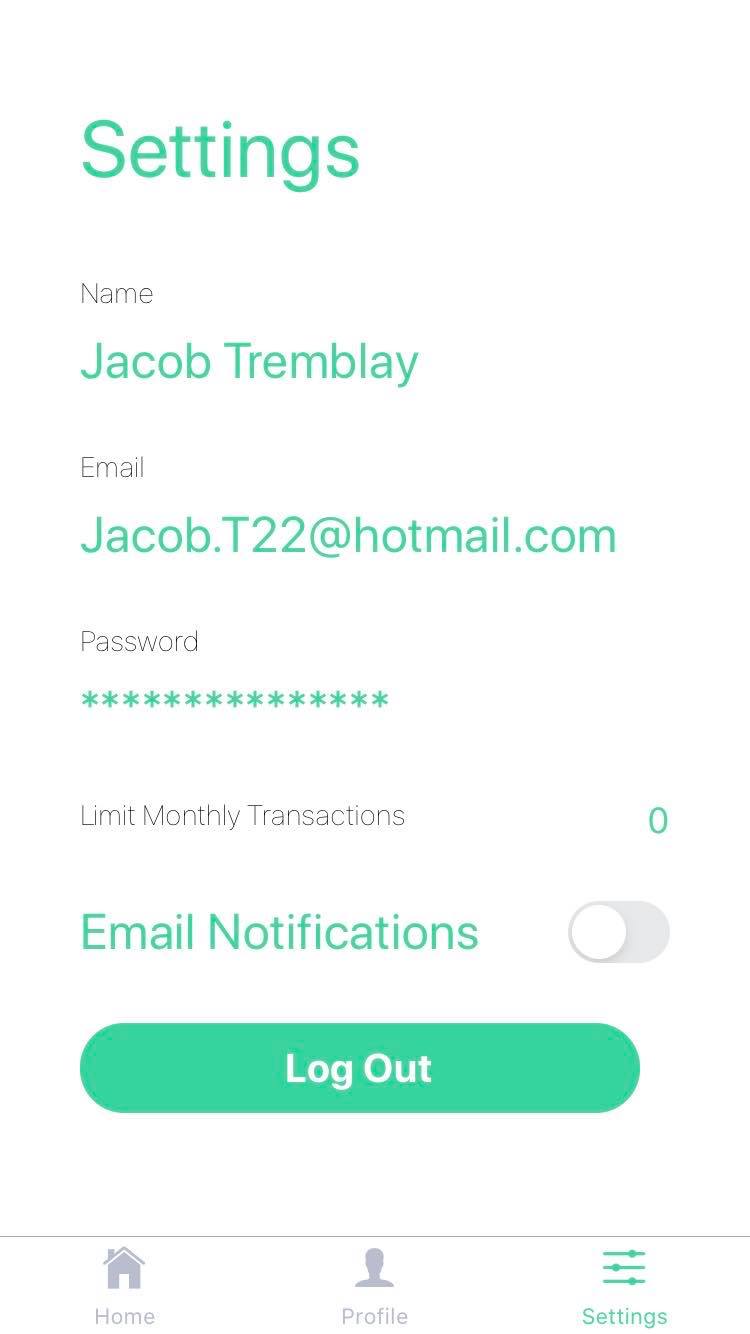 Settings
Name
Jacob Tremblay
Email
Jacob.T22@hotmail.com
Password
***************
Limit Monthly Transactions 0
Email Notifications
Log Out
Home Profile Settings